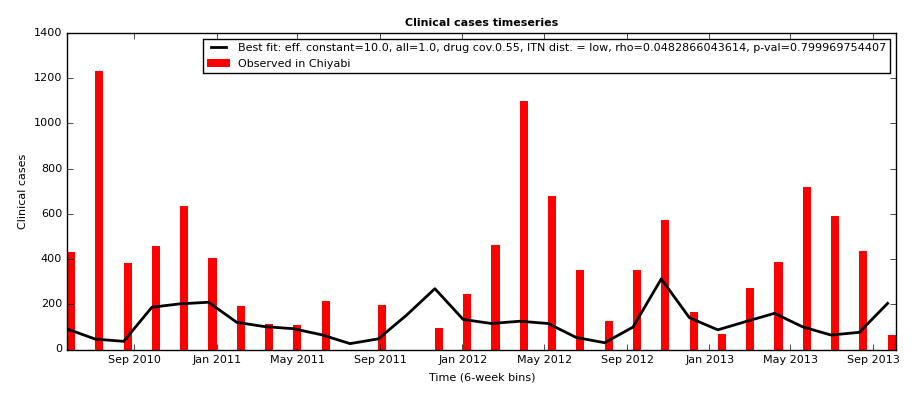 Clinical cases timeseries
Best fit: eff. constant=10.0, all=1.0, drug cov.0.55, ITN dist. = low, rho=0.0482866043614, p-val=0.799969754407
Observed in Chiyabi
Clinical cases
1400
1200
1000
800
600
400
200
0
Sep 2010 Jan 2011 May 2011 Sep 2011 Jan 2012 May 2012 Sep 2012 Jan 2013 May 2013 Sep 2013
Time (6-week bins)